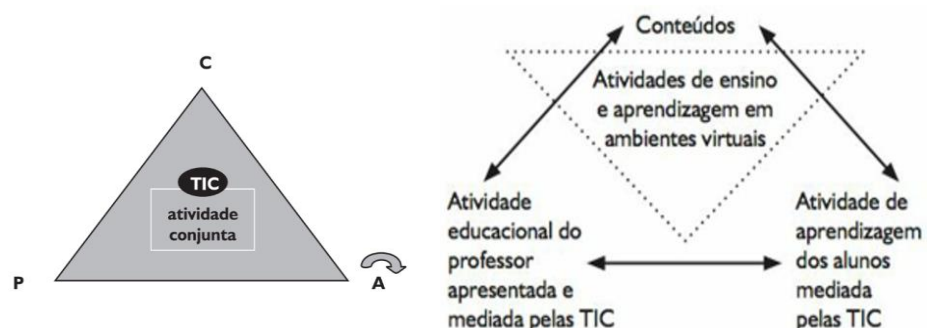 C
TIC
atividade
conjunta
P
A
Conteúdos
Atividades de ensino
e aprendizagem em
ambientes virtuais
Atividade
educacional do
professor
apresentada e
mediada pelas TIC
Atividade de
aprendizagem
dos alunos
mediada
pelas TIC